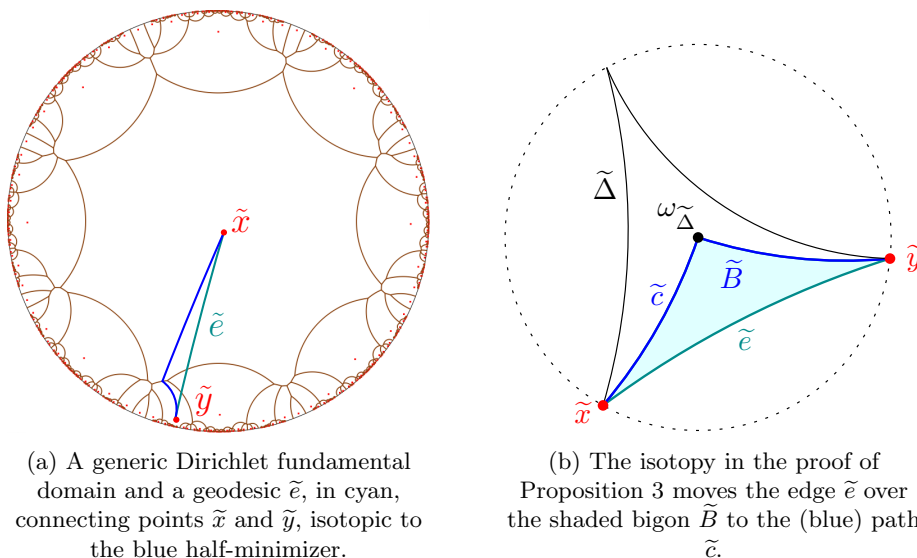 x̃
ẽ
ỹ
Δ̃
ω_Δ̃
ỹ
B̃
c̃
ẽ
x̃
(a) A generic Dirichlet fundamental
domain and a geodesic ẽ, in cyan,
connecting points x̃ and ỹ, isotopic to
the blue half-minimizer.
(b) The isotopy in the proof of
Proposition 3 moves the edge ẽ over
the shaded bigon B̃ to the (blue) path
c̃.